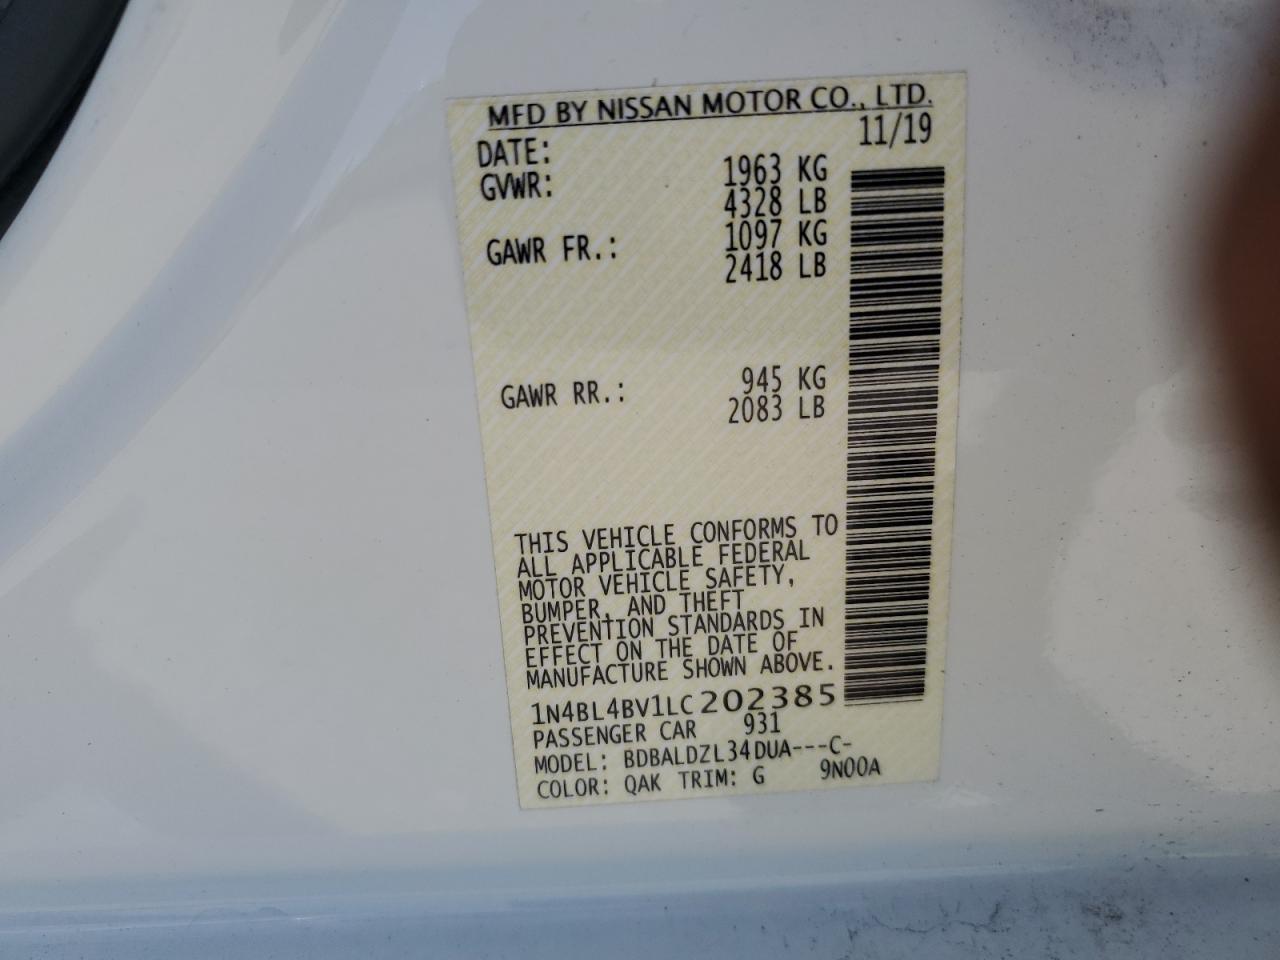 MFD BY NISSAN MOTOR CO., LTD.
DATE: 11/19
GVWR: 1963 KG
4328 LB
GAWR FR.: 1097 KG
2418 LB
GAWR RR.: 945 KG
2083 LB
THIS VEHICLE CONFORMS TO
ALL APPLICABLE FEDERAL
MOTOR VEHICLE SAFETY,
BUMPER, AND THEFT
PREVENTION STANDARDS IN
EFFECT ON THE DATE OF
MANUFACTURE SHOWN ABOVE.
1N4BL4BV1LC202385
PASSENGER CAR 931
MODEL: BDBALDZL34DUA---C-
COLOR: QAK TRIM: G 9N00A